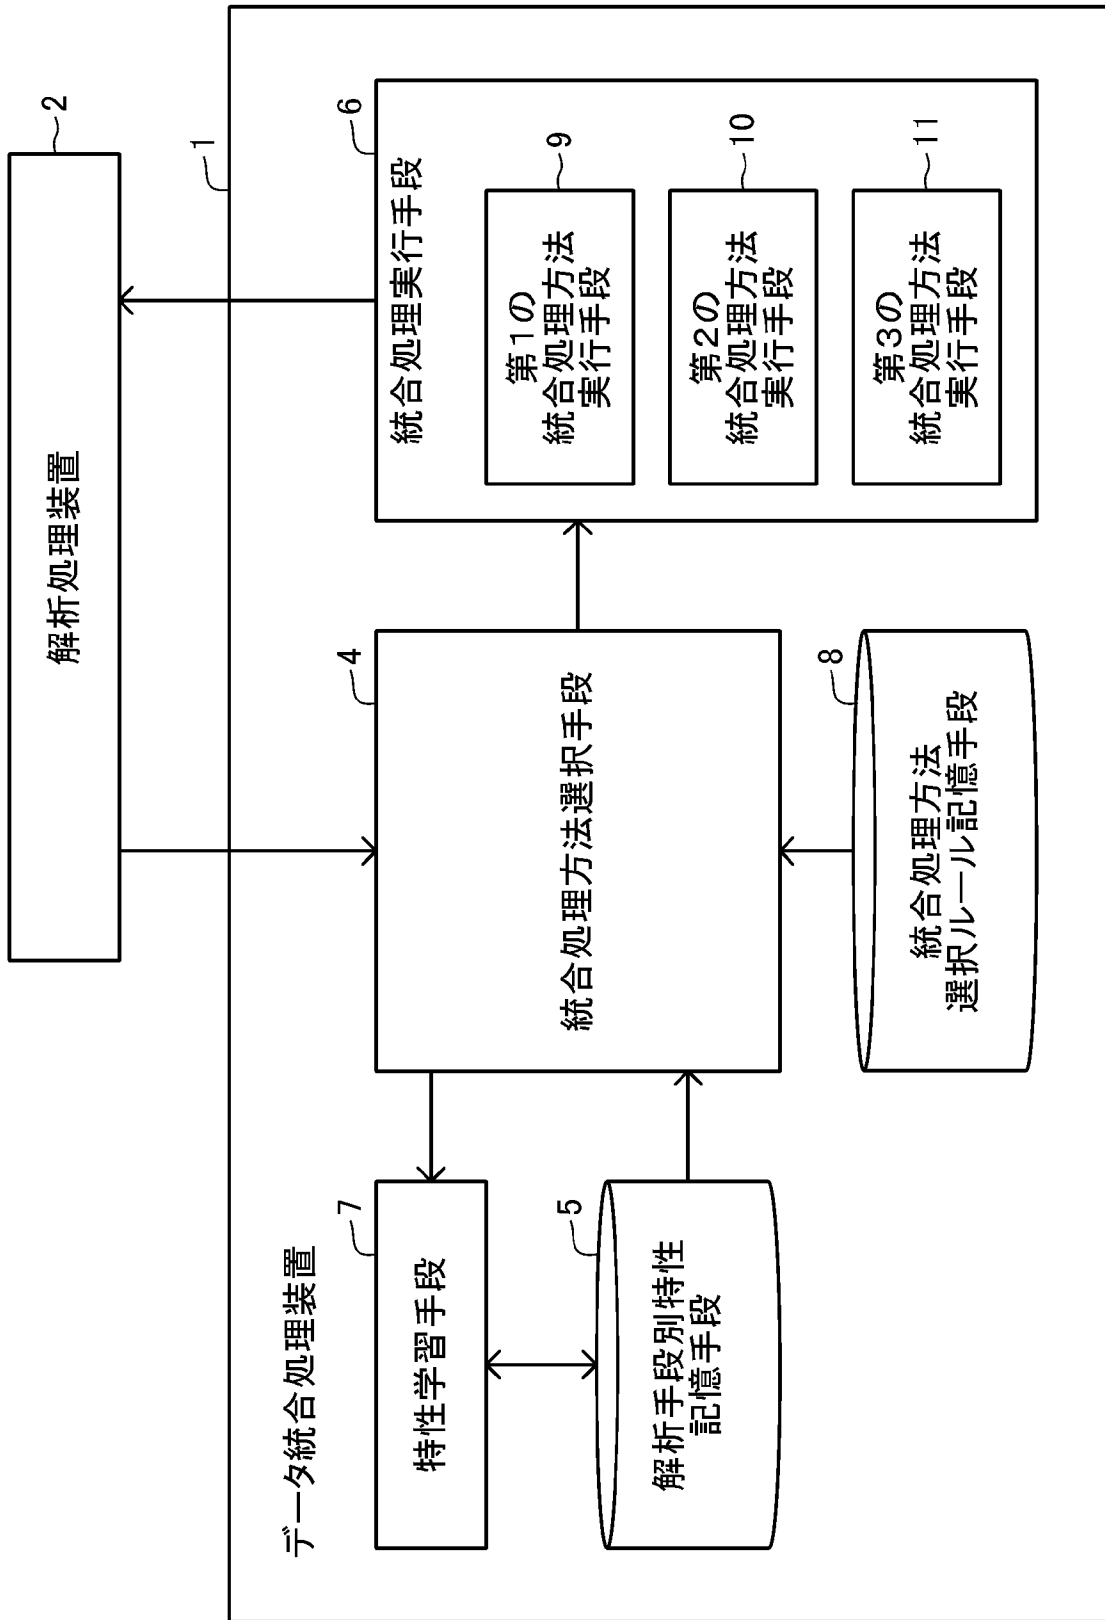 解析処理装置
2
1
データ統合処理装置
特性学習手段
7
解析手段別特性
記憶手段
5
統合処理方法選択手段
4
統合処理方法
選択ルール記憶手段
8
統合処理実行手段
6
第1の
統合処理方法
実行手段
9
第2の
統合処理方法
実行手段
10
第3の
統合処理方法
実行手段
11